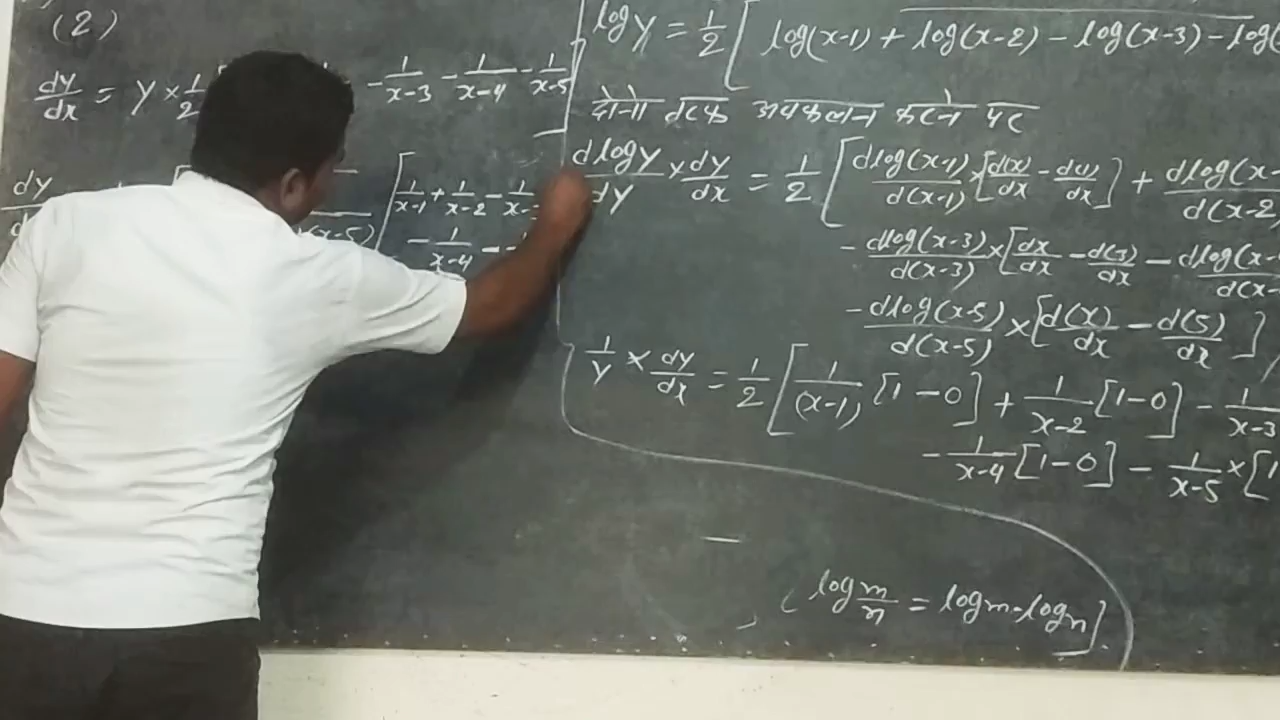 (2)
dy/dx = y × 1/2 - 1/x-3 - 1/x-4 - 1/x-5
dy [1/x-1 + 1/x-2 - 1/x-
(x-5) - 1/x-4 -
log y = 1/2 [ log(x-1) + log(x-2) - log(x-3) - log(
दोनों तरफ अवकलन करने पर
d log y/dy × dy/dx = 1/2 [ d log(x-1)/d(x-1) × [d(x)/dx - d(1)/dx] + d log(x-/d(x-2
- d log(x-3)/d(x-3) × [dx/dx - d(3)/dx - d log(x-/d(x-
- d log(x-5)/d(x-5) × [d(x)/dx - d(5)/dx]
1/y × dy/dx = 1/2 [ 1/(x-1) [1-0] + 1/x-2 [1-0] - 1/x-3
- 1/x-4 [1-0] - 1/x-5 × [1
( log m/n = log m - log n ]